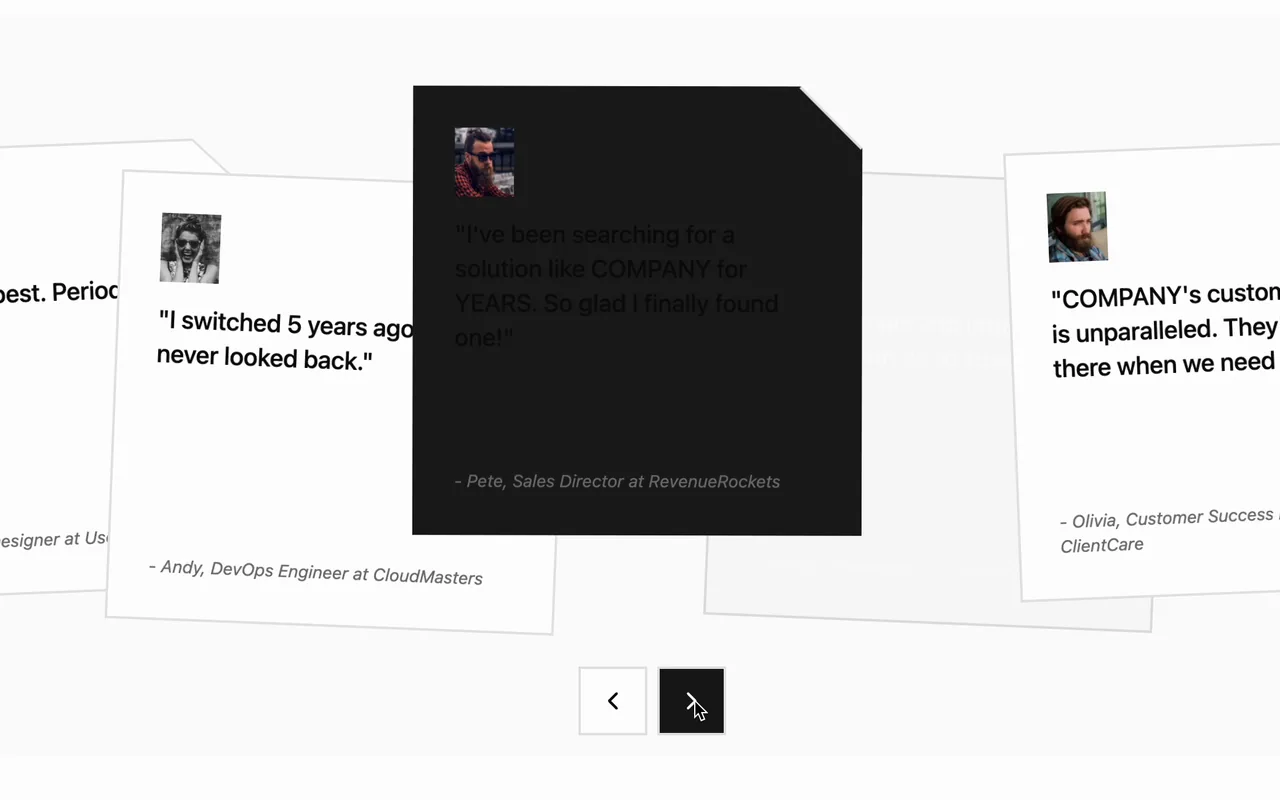 best. Period
esigner at Use
"I switched 5 years ago
never looked back."
- Andy, DevOps Engineer at CloudMasters
"I've been searching for a
solution like COMPANY for
YEARS. So glad I finally found
one!"
- Pete, Sales Director at RevenueRockets
"COMPANY's custom
is unparalleled. They
there when we need
- Olivia, Customer Success
ClientCare